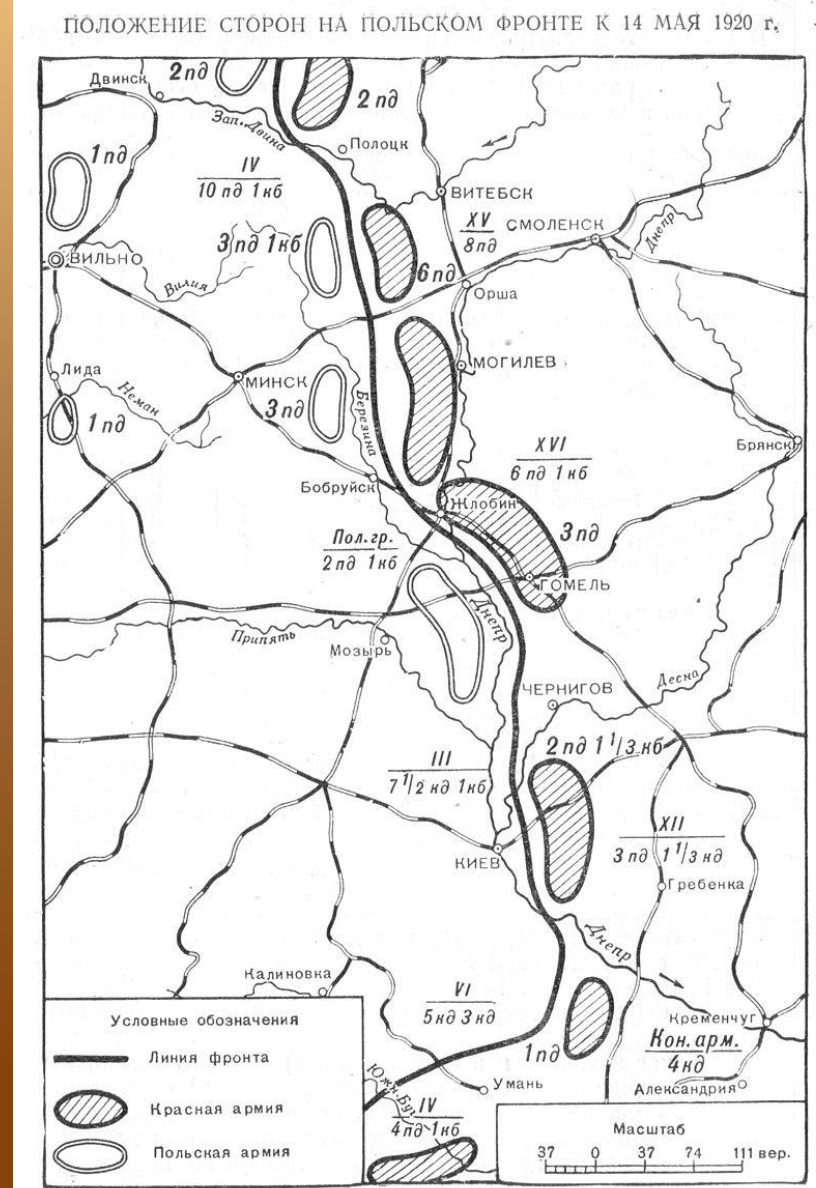 ПОЛОЖЕНИЕ СТОРОН НА ПОЛЬСКОМ ФРОНТЕ К 14 МАЯ 1920 г.
Двинск
2 пд
2 пд
Зап. Двина
Полоцк
1 пд
IV
10 пд 1 кб
ВИТЕБСК
XV
8 пд
СМОЛЕНСК
Днепр
3 пд 1 кб
ВИЛЬНО
Вилия
6 пд
Орша
Лида
МИНСК
МОГИЛЕВ
Неман
1 пд
3 пд
Березина
Брянск
XVI
6 пд 1 кб
Бобруйск
Жлобин
3 пд
Пол. гр.
2 пд 1 кб
ГОМЕЛЬ
Днепр
Припять
Мозырь
Десна
ЧЕРНИГОВ
2 пд 1 1/3 кб
III
7 1/2 кд 1 кб
XII
3 пд 1 1/3 кд
КИЕВ
Гребенка
Днепр
Калиновка
VI
5 кд 3 кд
Кременчуг
1 пд
Кон. арм.
4 кд
Южн. Буг
Умань
Александрия
IV
4 пд 1 кб
Условные обозначения
Линия фронта
Красная армия
Польская армия
Масштаб
37 0 37 74 111 вер.